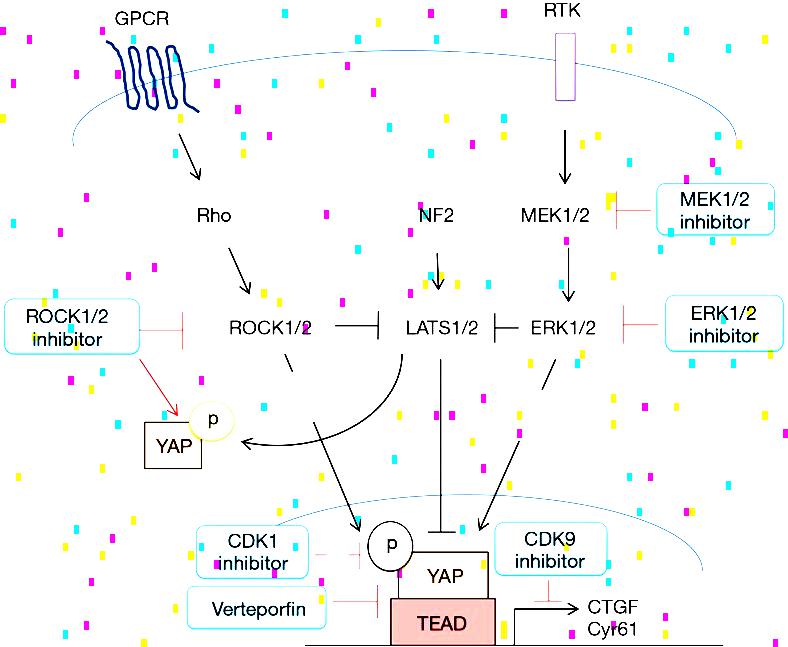 GPCR
RTK
Rho
NF2
MEK1/2
MEK1/2
inhibitor
ROCK1/2
inhibitor
ROCK1/2
LATS1/2
ERK1/2
ERK1/2
inhibitor
p
YAP
CDK1
inhibitor
p
CDK9
inhibitor
YAP
Verteporfin
TEAD
CTGF
Cyr61